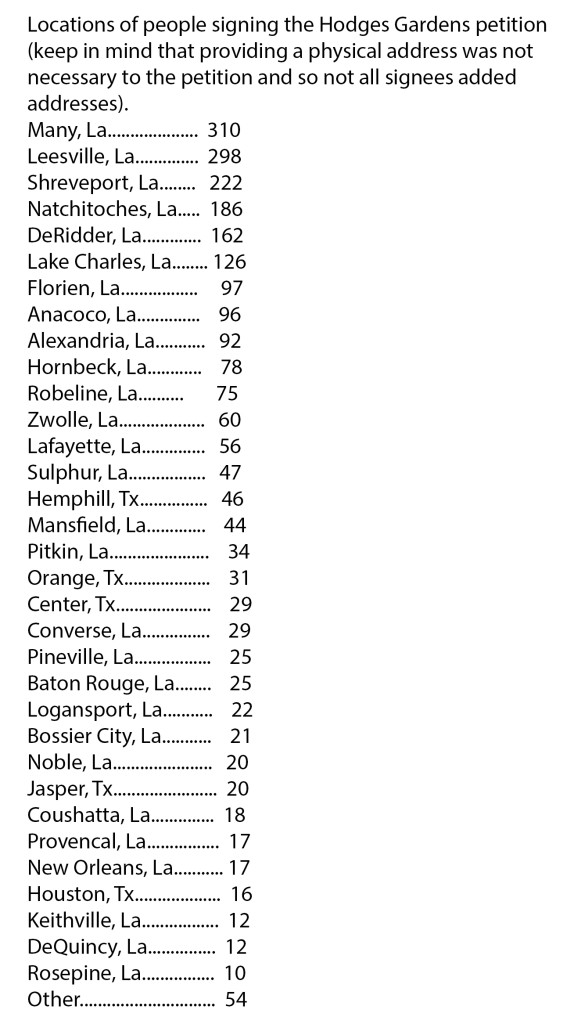 Locations of people signing the Hodges Gardens petition
(keep in mind that providing a physical address was not
necessary to the petition and so not all signees added
addresses).
Many, La..................... 310
Leesville, La.............. 298
Shreveport, La........ 222
Natchitoches, La..... 186
DeRidder, La............. 162
Lake Charles, La........ 126
Florien, La.................. 97
Anacoco, La.............. 96
Alexandria, La........... 92
Hornbeck, La............ 78
Robeline, La.......... 75
Zwolle, La.................... 60
Lafayette, La.............. 56
Sulphur, La................. 47
Hemphill, Tx............... 46
Mansfield, La............. 44
Pitkin, La....................... 34
Orange, Tx.................... 31
Center, Tx...................... 29
Converse, La............... 29
Pineville, La................. 25
Baton Rouge, La........ 25
Logansport, La........... 22
Bossier City, La........... 21
Noble, La....................... 20
Jasper, Tx........................ 20
Coushatta, La.............. 18
Provencal, La................ 17
New Orleans, La........... 17
Houston, Tx.................... 16
Keithville, La.................. 12
DeQuincy, La............... 12
Rosepine, La................ 10
Other............................... 54